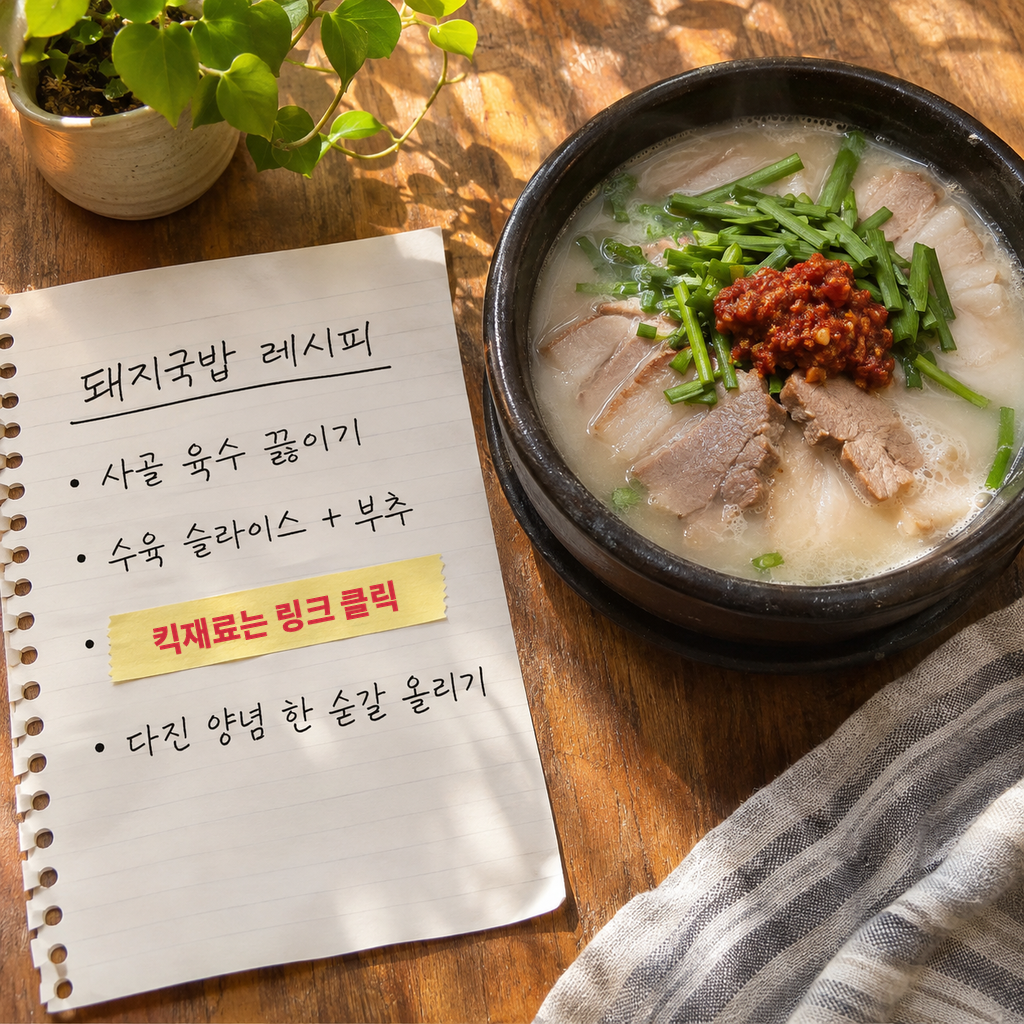 돼지국밥 레시피
• 사골 육수 끓이기
• 수육 슬라이스 + 부추
• 킥재료는 링크 클릭
• 다진 양념 한 숟갈 올리기